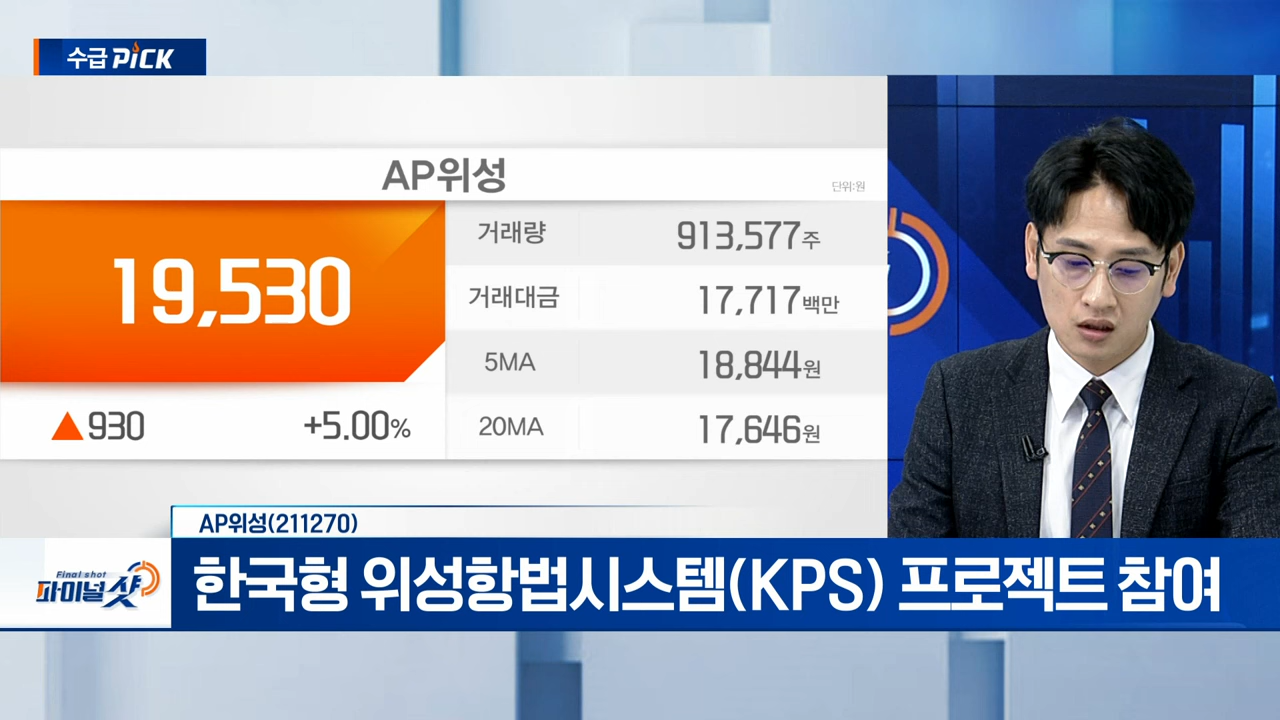 수급 PiCK
AP위성
단위:원
19,530
▲930 +5.00%
거래량 913,577주
거래대금 17,717백만
5MA 18,844원
20MA 17,646원
AP위성(211270)
Final shot
파이널 샷
한국형 위성항법시스템(KPS) 프로젝트 참여